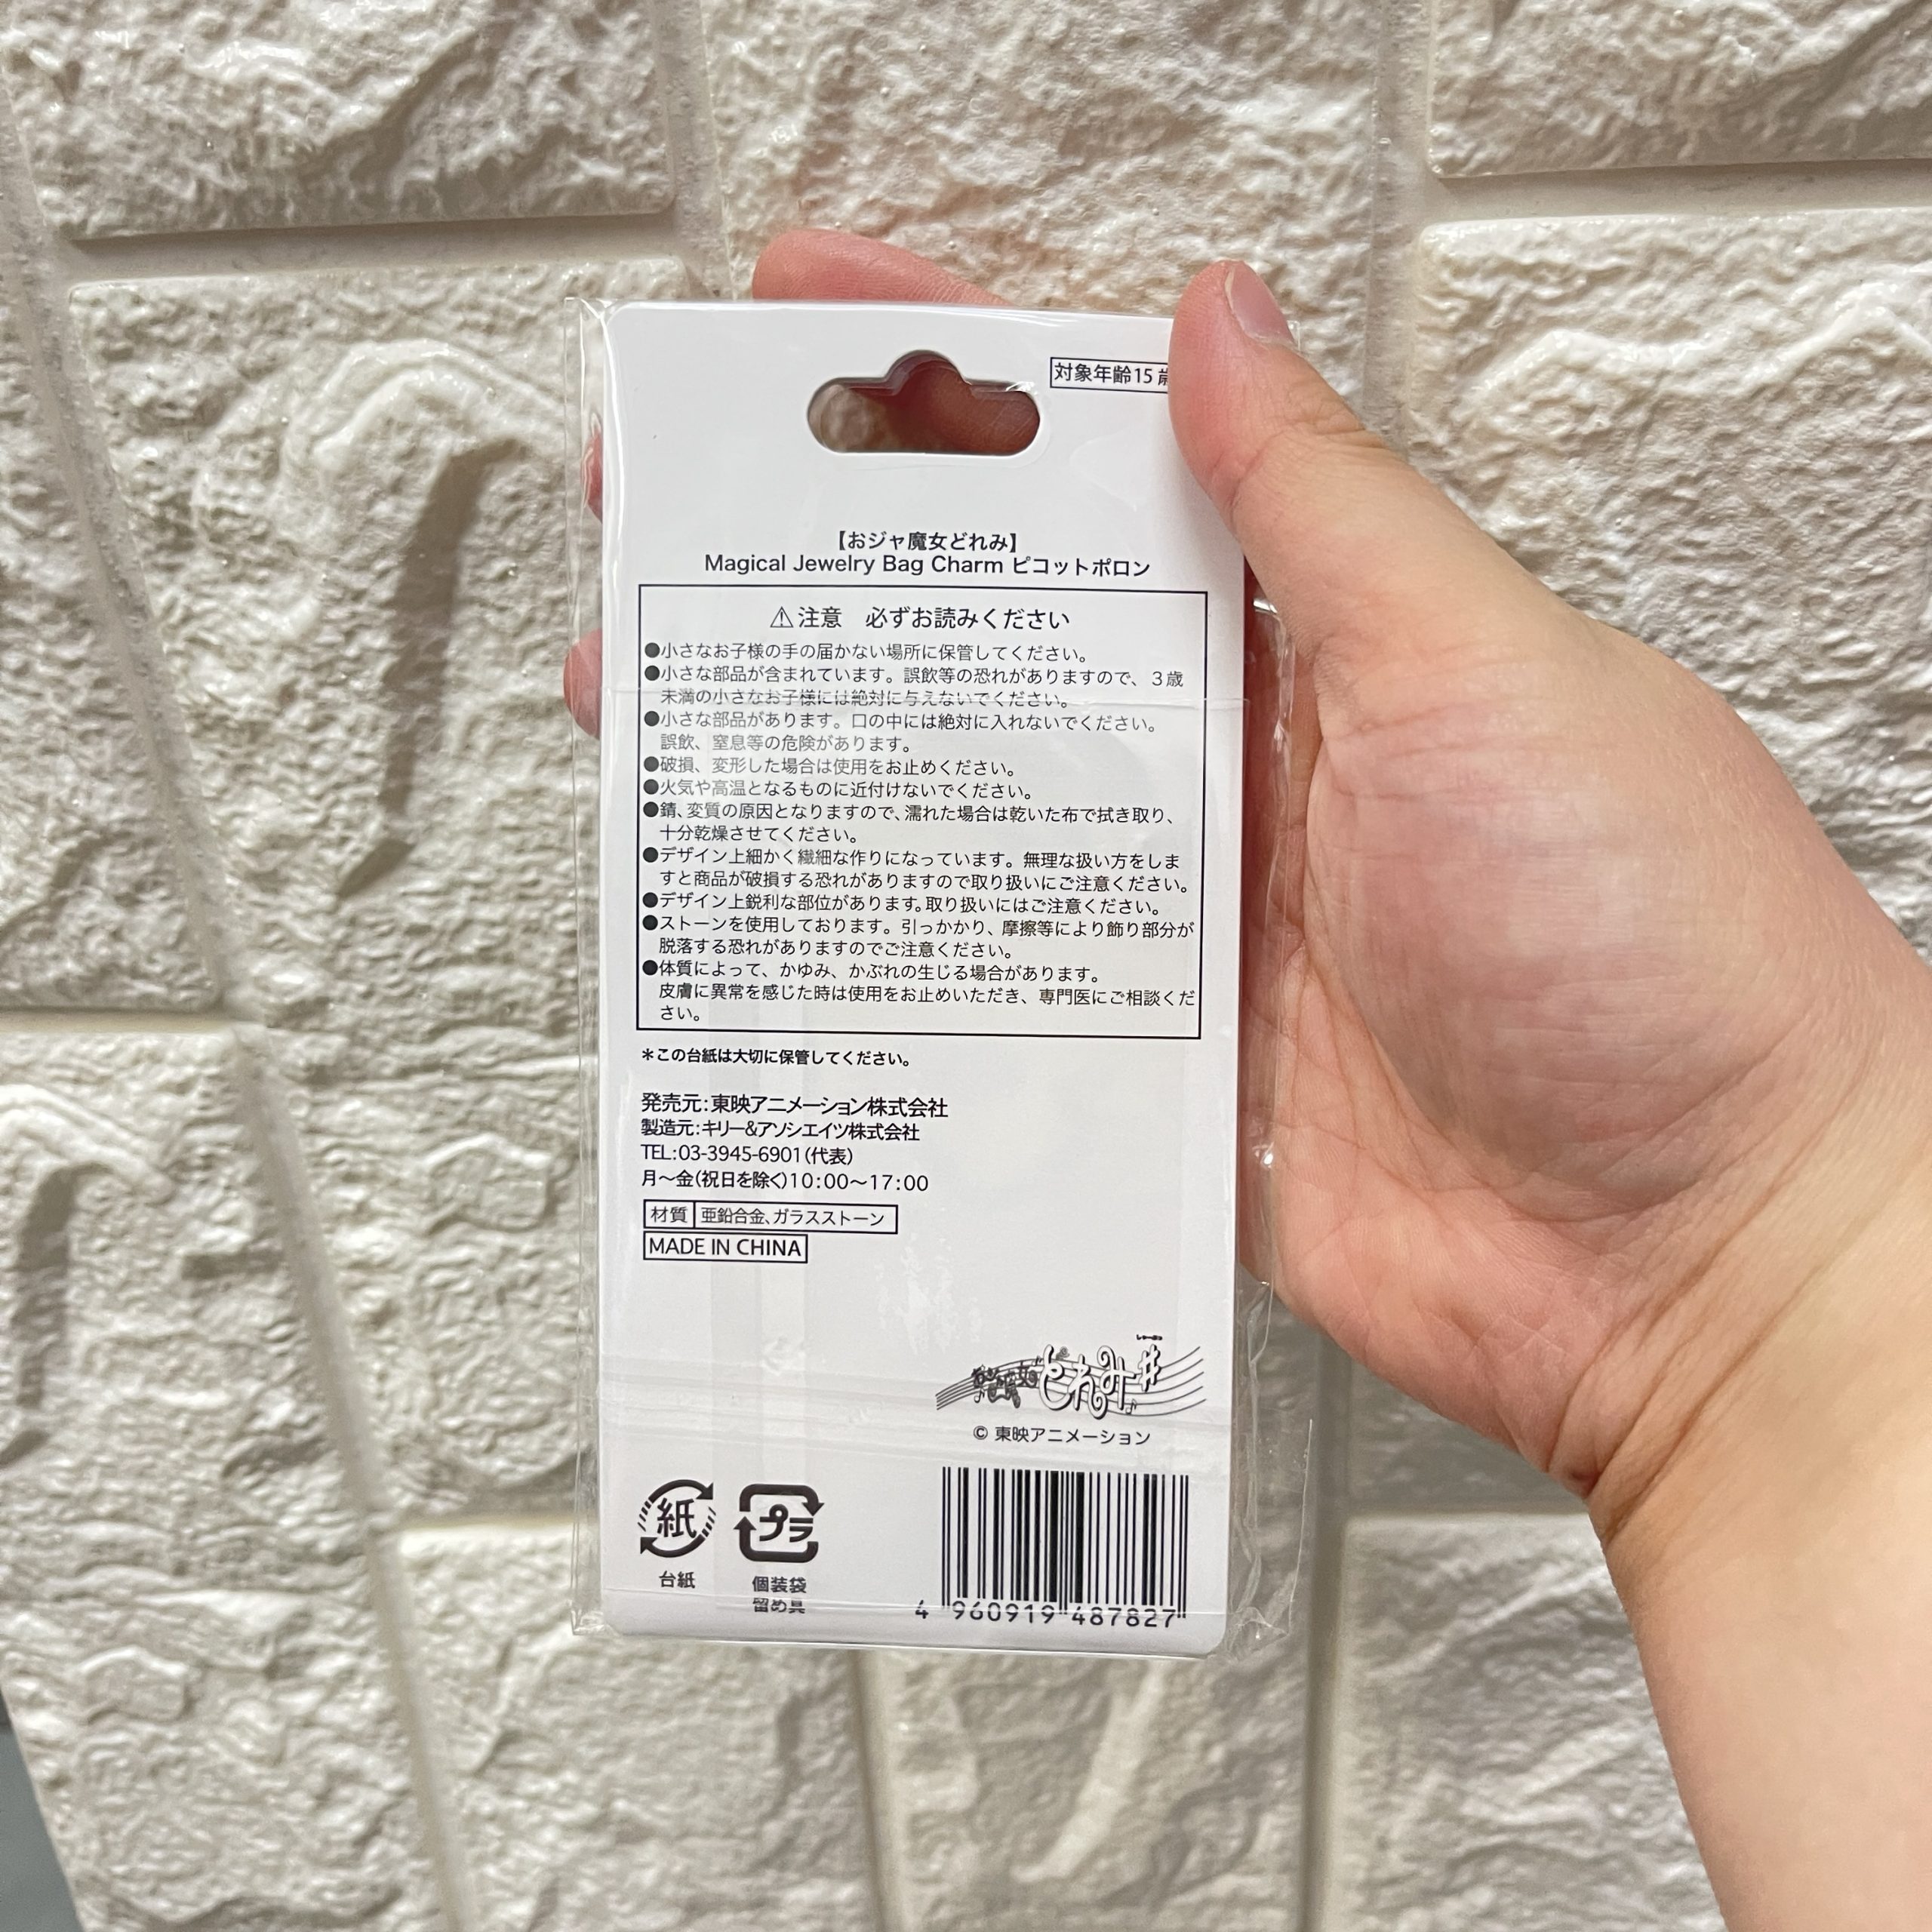 対象年齢15歳
【おジャ魔女どれみ】
Magical Jewelry Bag Charm ピコットポロン
⚠注意　必ずお読みください
●小さなお子様の手の届かない場所に保管してください。
●小さな部品が含まれています。誤飲等の恐れがありますので、３歳
未満の小さなお子様には絶対に与えないでください。
●小さな部品があります。口の中には絶対に入れないでください。
誤飲、窒息等の危険があります。
●破損、変形した場合は使用をお止めください。
●火気や高温となるものに近付けないでください。
●錆、変質の原因となりますので、濡れた場合は乾いた布で拭き取り、
十分乾燥させてください。
●デザイン上細かく繊細な作りになっています。無理な扱い方をしま
すと商品が破損する恐れがありますので取り扱いにご注意ください。
●デザイン上鋭利な部位があります。取り扱いにはご注意ください。
●ストーンを使用しております。引っかかり、摩擦等により飾り部分が
脱落する恐れがありますのでご注意ください。
●体質によって、かゆみ、かぶれの生じる場合があります。
皮膚に異常を感じた時は使用をお止めいただき、専門医にご相談くだ
さい。
＊この台紙は大切に保管してください。
発売元：東映アニメーション株式会社
製造元：キリー&アソシエイツ株式会社
TEL：03-3945-6901（代表）
月〜金（祝日を除く）10：00〜17：00
材質 亜鉛合金、ガラスストーン
MADE IN CHINA
おジャ魔女どれみ♯
© 東映アニメーション
紙 プラ
台紙 個装袋
留め具
4 960919 487827